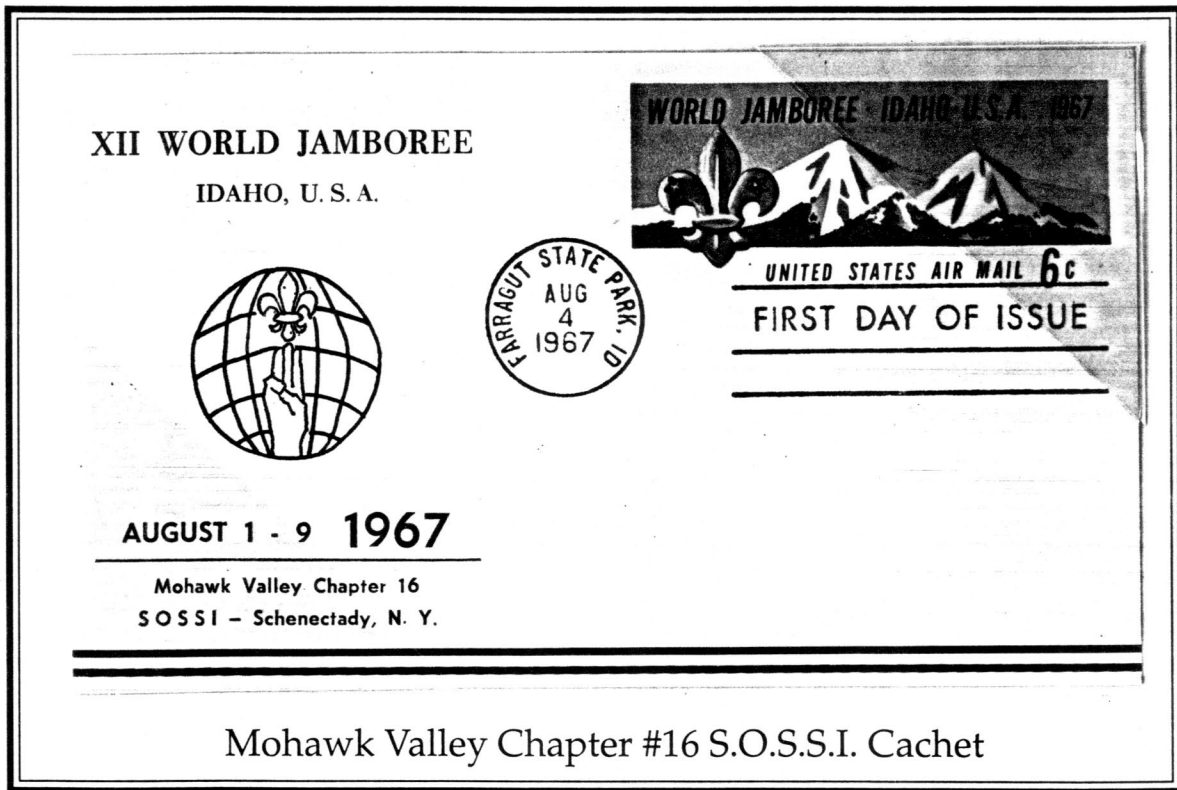 XII WORLD JAMBOREE
IDAHO, U. S. A.
AUGUST 1 - 9 1967
Mohawk Valley Chapter 16
SOSSI – Schenectady, N. Y.
FARRAGUT STATE PARK, ID
AUG
4
1967
WORLD JAMBOREE · IDAHO U.S.A. 1967
UNITED STATES AIR MAIL 6c
FIRST DAY OF ISSUE
Mohawk Valley Chapter #16 S.O.S.S.I. Cachet